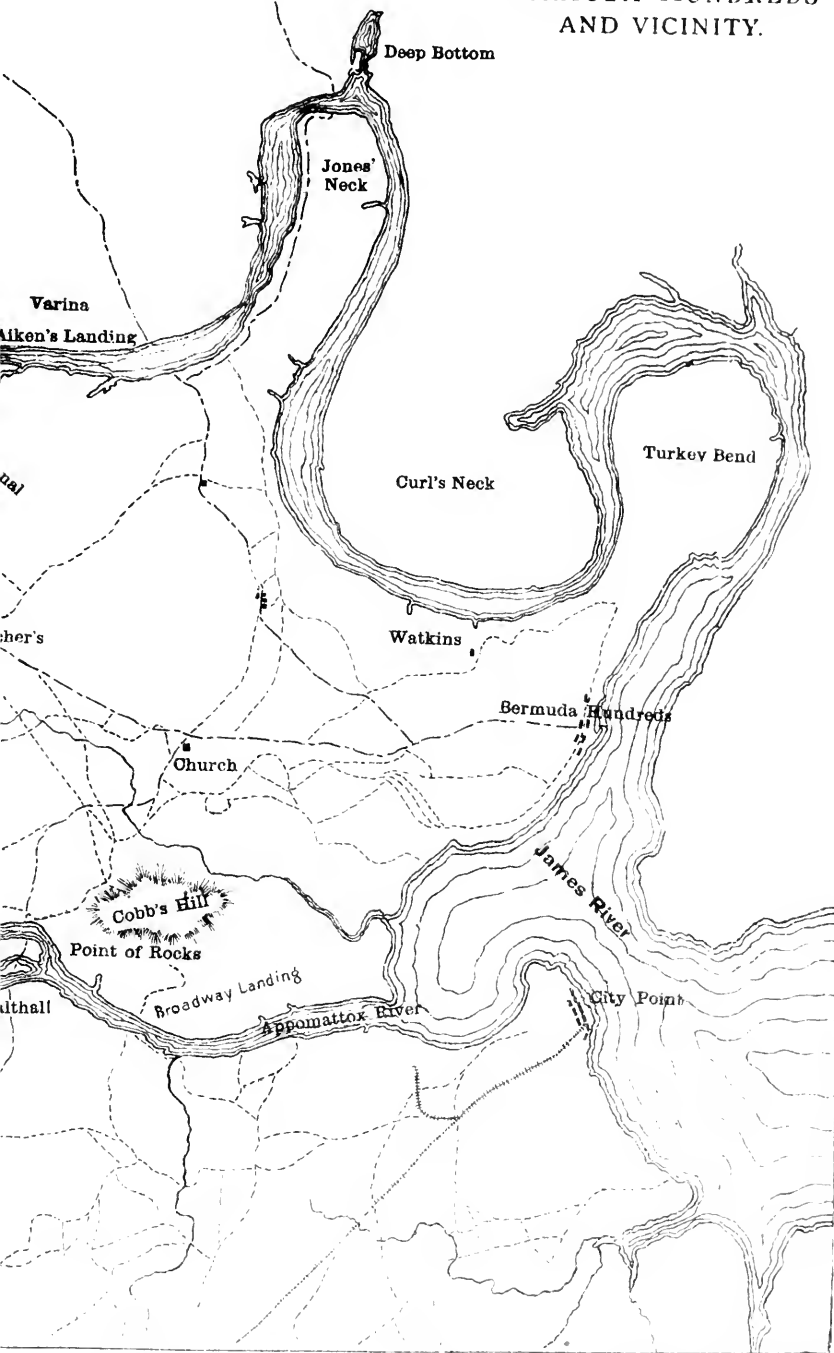 AND VICINITY.
Deep Bottom
Jones'
Neck
Varina
Aiken's Landing
Turkey Bend
Curl's Neck
Watkins
Bermuda Hundreds
Church
James River
Cobb's Hill
Point of Rocks
Broadway Landing
Appomattox River
City Point